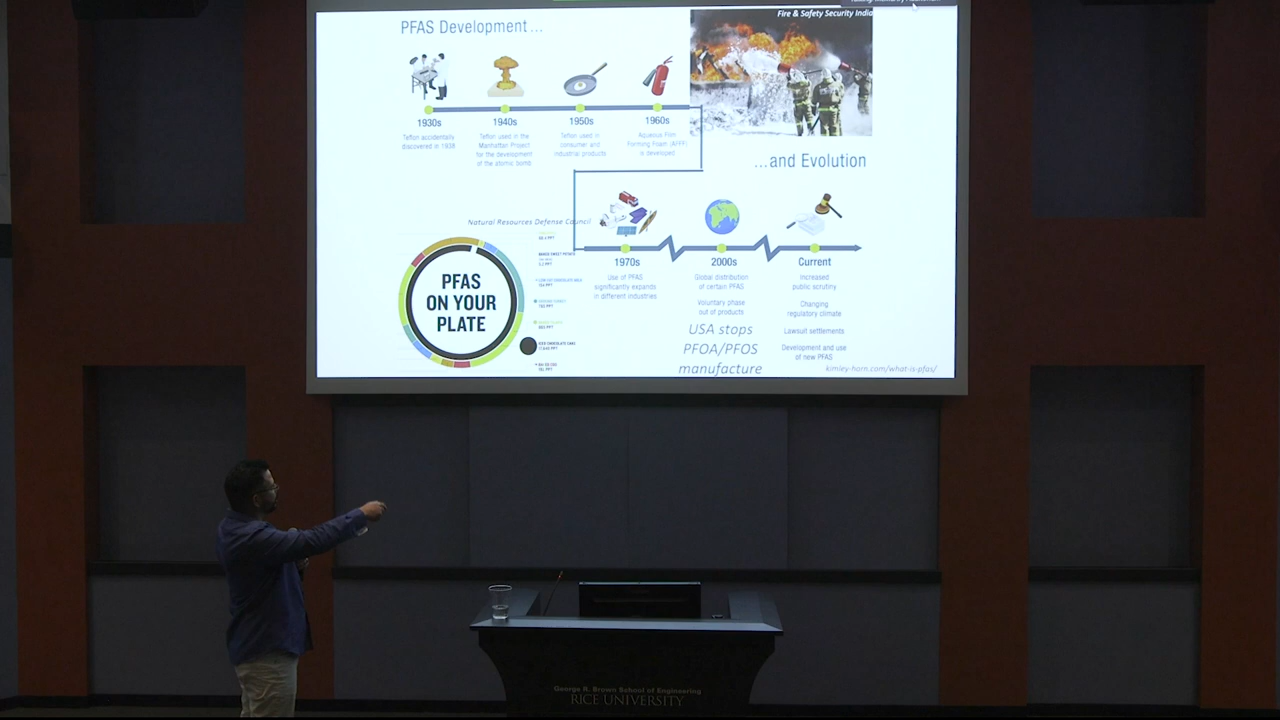 PFAS Development...
Fire & Safety Security India
1930s
Teflon accidentally
discovered in 1938
1940s
Teflon used in the
Manhattan Project
for the development
of the atomic bomb
1950s
Teflon used in
consumer and
industrial products
1960s
Aqueous Film
Forming Foam (AFFF)
is developed
...and Evolution
Natural Resources Defense Council
PFAS
ON YOUR
PLATE
1970s
Use of PFAS
significantly expands
in different industries
2000s
Global distribution
of certain PFAS
Voluntary phase
out of products
USA stops
PFOA/PFOS
manufacture
Current
Increased
public scrutiny
Changing
regulatory climate
Lawsuit settlements
Development and use
of new PFAS
kimley-horn.com/what-is-pfas/
George R. Brown School of Engineering
RICE UNIVERSITY